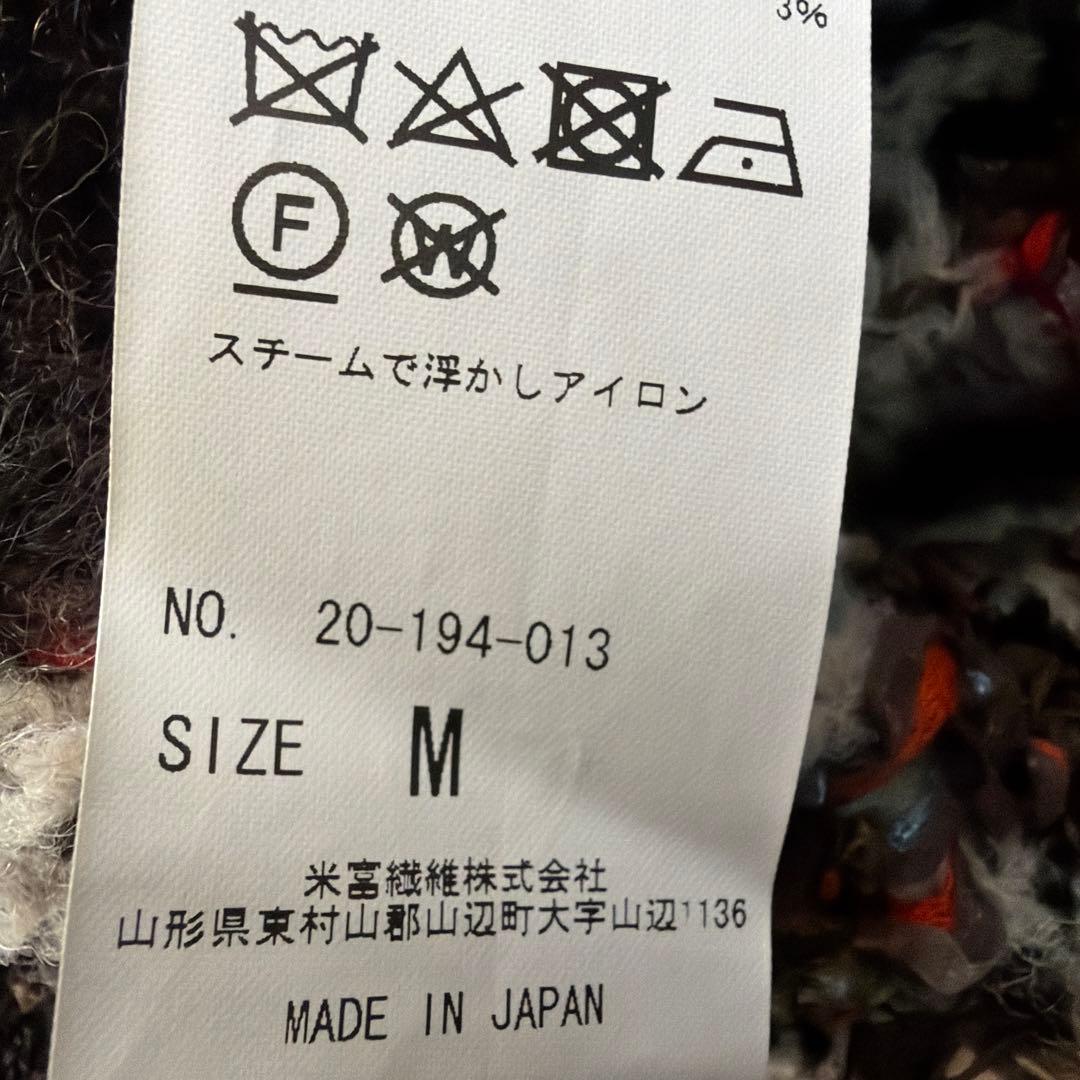 3%
F
W
スチームで浮かしアイロン
NO. 20-194-013
SIZE M
米富繊維株式会社
山形県東村山郡山辺町大字山辺1136
MADE IN JAPAN